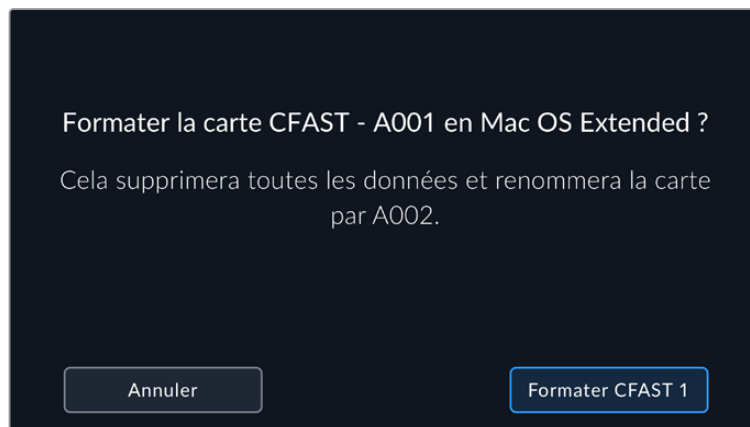 Formater la carte CFAST - A001 en Mac OS Extended ?
Cela supprimera toutes les données et renommera la carte
par A002.
Annuler
Formater CFAST 1